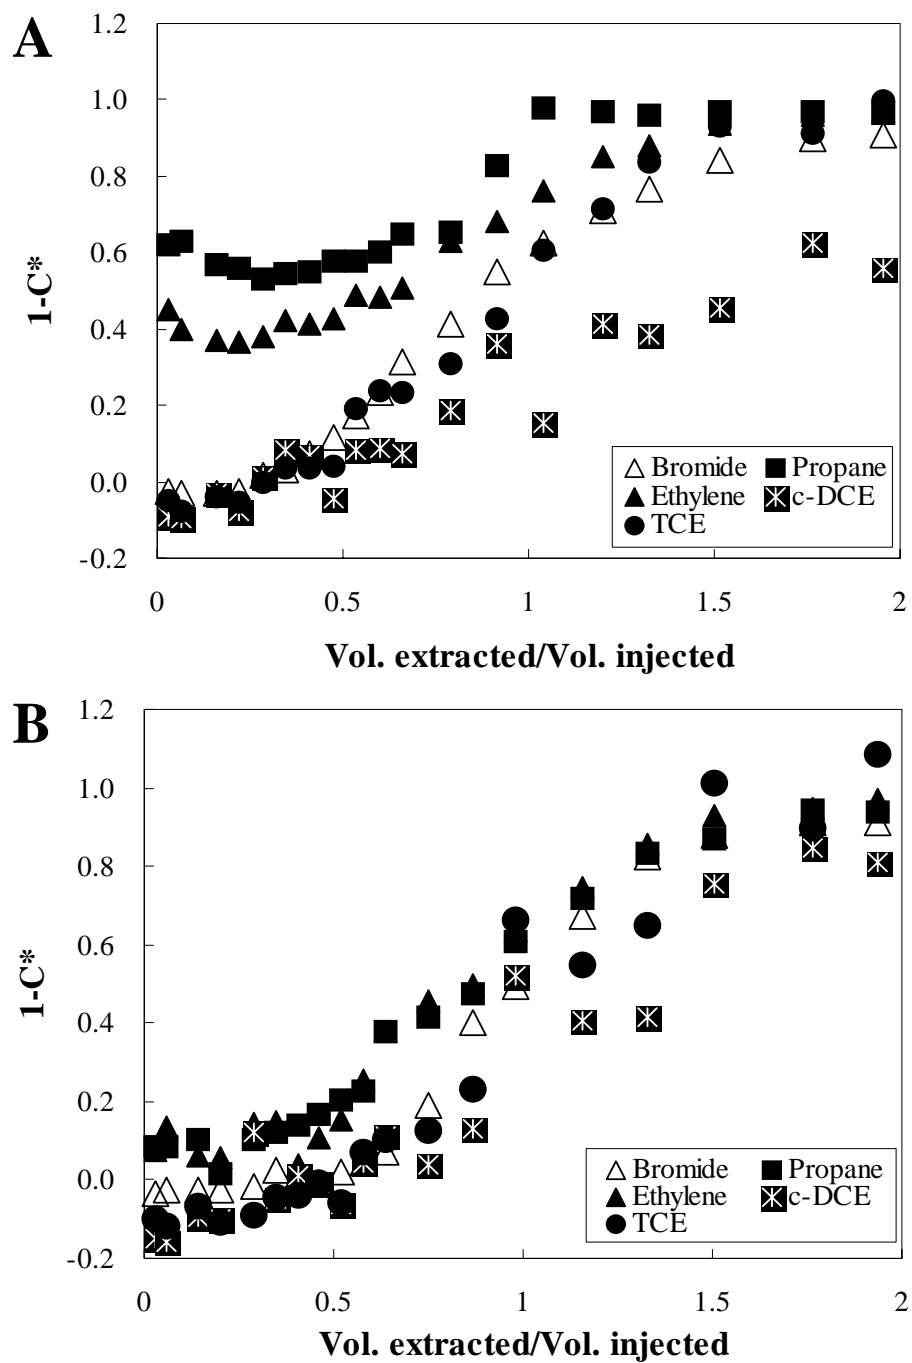 A
1.2
1.0
0.8
0.6
0.4
0.2
0.0
-0.2
1-C*
Bromide Propane
Ethylene c-DCE
TCE
0 0.5 1 1.5 2
Vol. extracted/Vol. injected
B
1.2
1.0
0.8
0.6
0.4
0.2
0.0
-0.2
1-C*
Bromide Propane
Ethylene c-DCE
TCE
0 0.5 1 1.5 2
Vol. extracted/Vol. injected